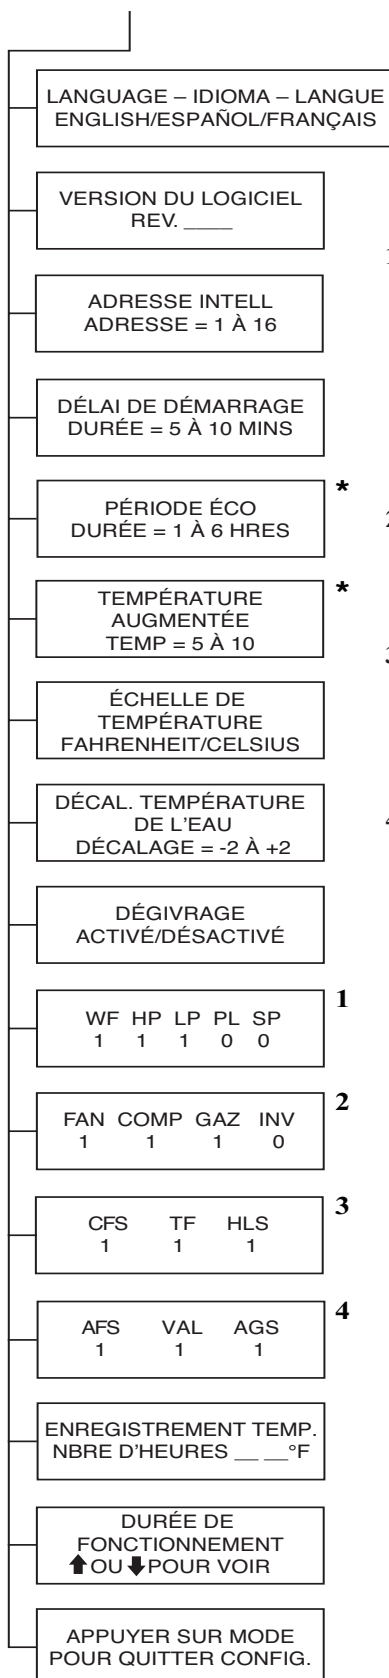 LANGUAGE – IDIOMA – LANGUE
ENGLISH/ESPAÑOL/FRANÇAIS
VERSION DU LOGICIEL
REV. ____
1
ADRESSE INTELL
ADRESSE = 1 À 16
DÉLAI DE DÉMARRAGE
DURÉE = 5 À 10 MINS
*
PÉRIODE ÉCO
DURÉE = 1 À 6 HRES
2
*
TEMPÉRATURE
AUGMENTÉE
TEMP = 5 À 10
3
ÉCHELLE DE
TEMPÉRATURE
FAHRENHEIT/CELSIUS
DÉCAL. TEMPÉRATURE
DE L'EAU
DÉCALAGE = -2 À +2
4
DÉGIVRAGE
ACTIVÉ/DÉSACTIVÉ
1
WF HP LP PL SP
1 1 1 0 0
2
FAN COMP GAZ INV
1 1 1 0
3
CFS TF HLS
1 1 1
4
AFS VAL AGS
1 1 1
ENREGISTREMENT TEMP.
NBRE D'HEURES __ __°F
DURÉE DE
FONCTIONNEMENT
⬆ OU ⬇ POUR VOIR
APPUYER SUR MODE
POUR QUITTER CONFIG.